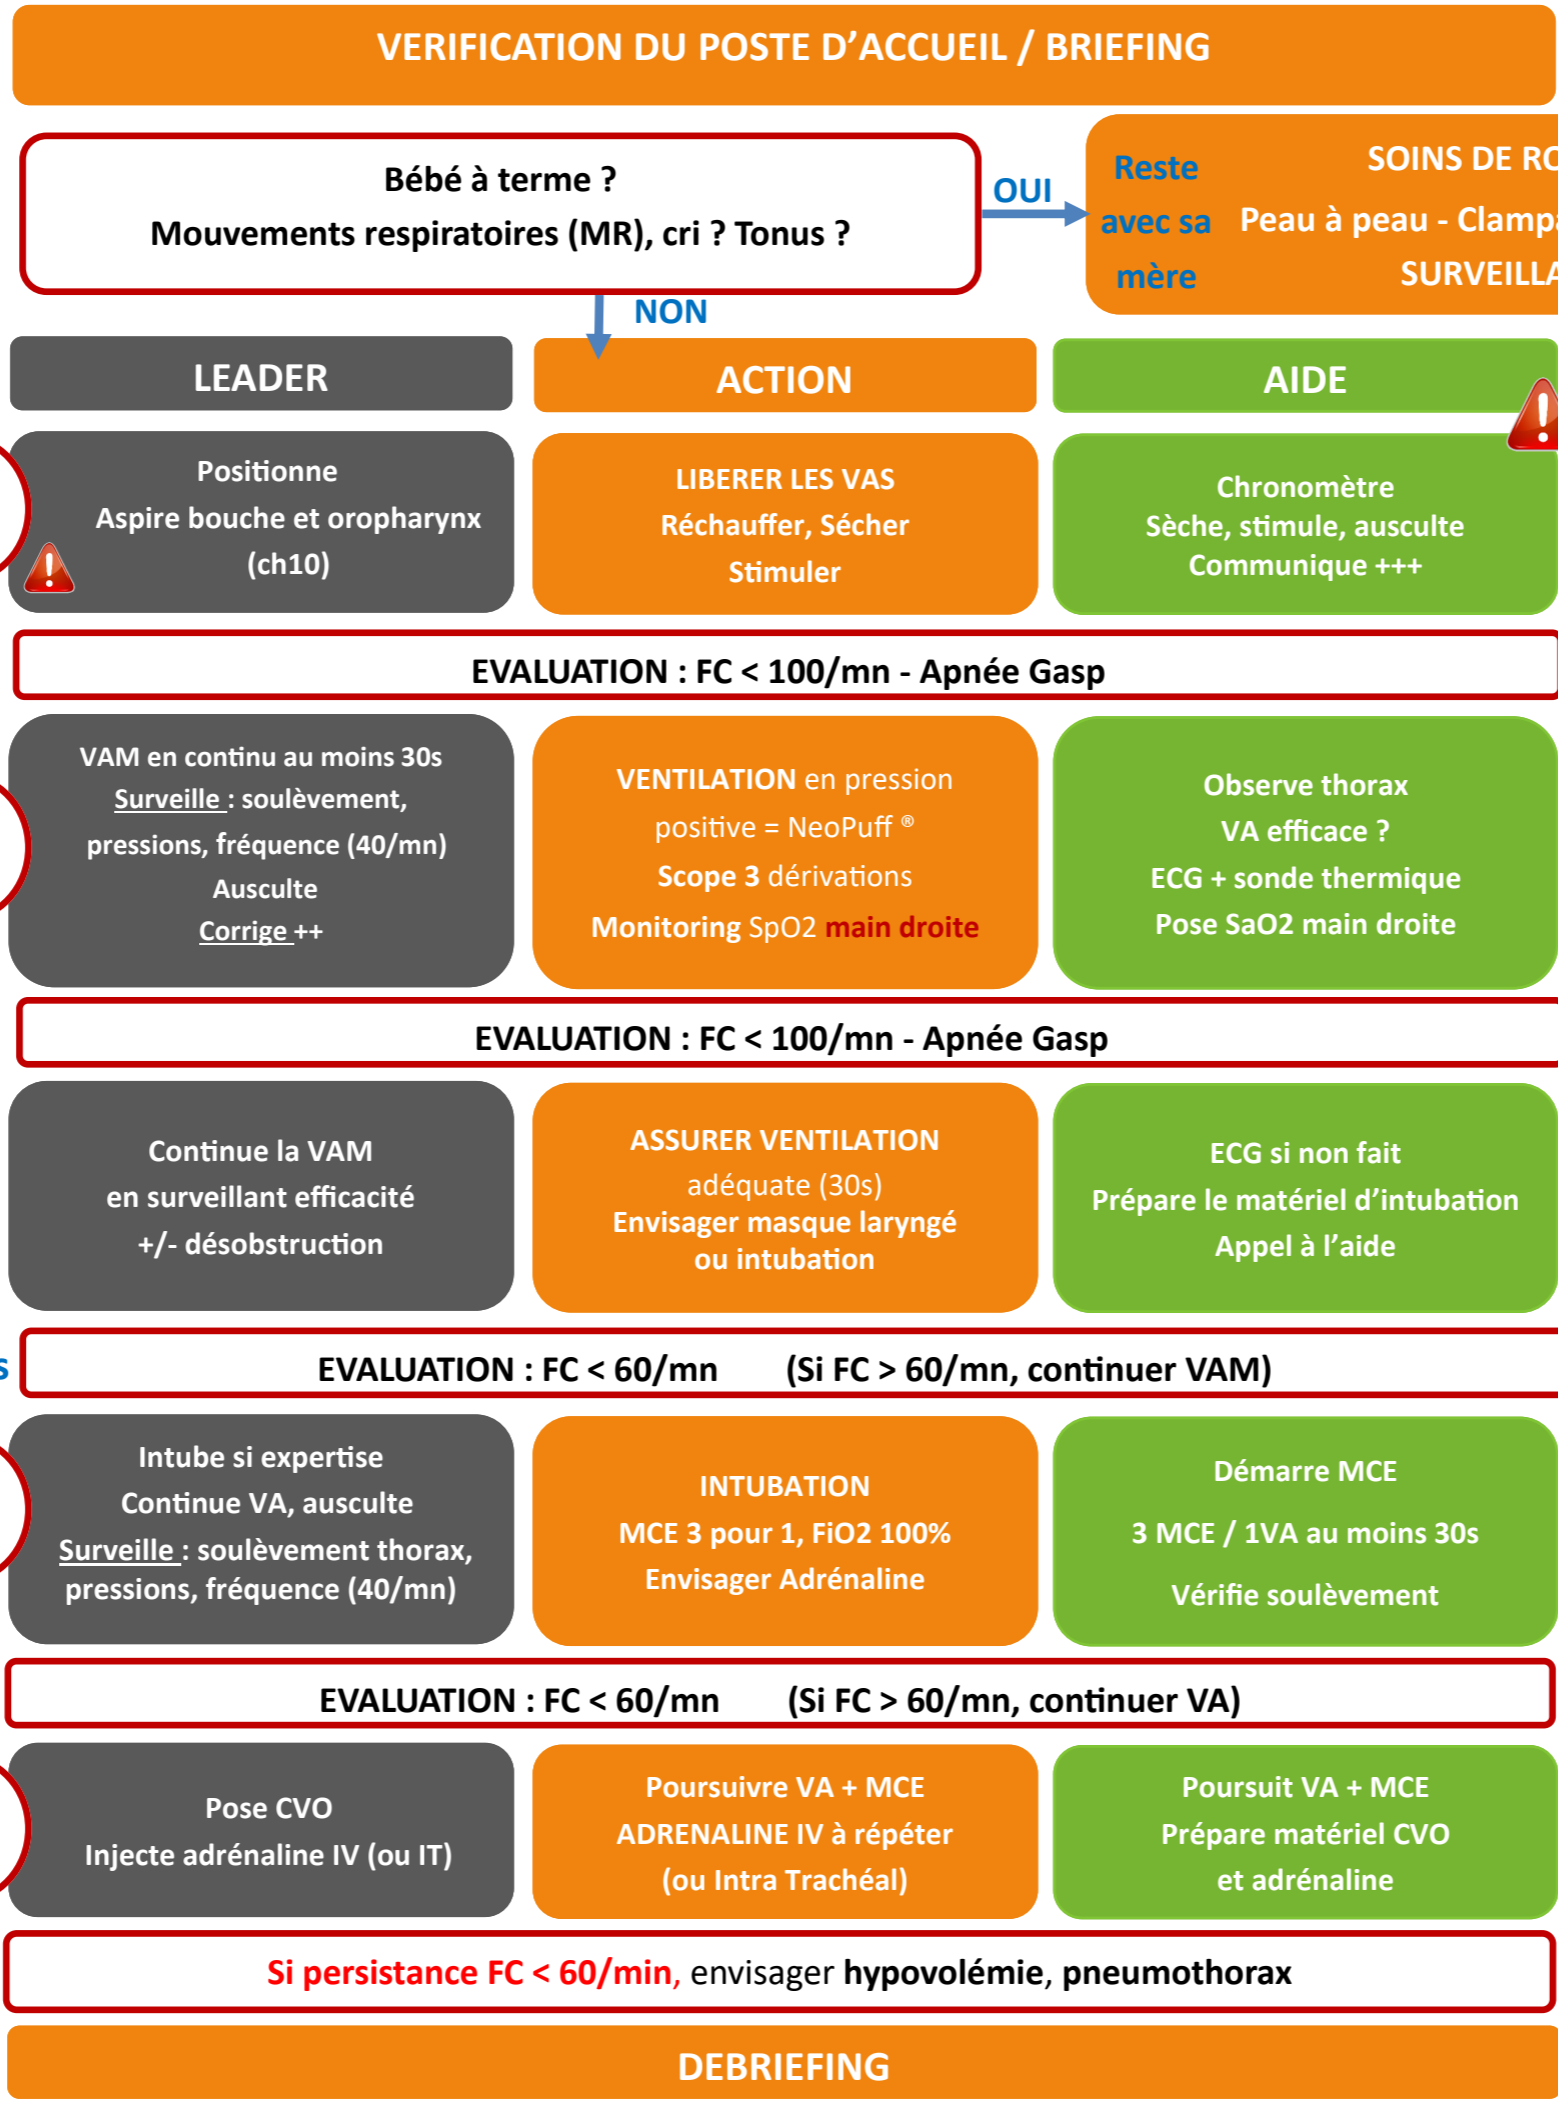 VERIFICATION DU POSTE D’ACCUEIL / BRIEFING
Bébé à terme ?
Mouvements respiratoires (MR), cri ? Tonus ?
OUI
Reste
avec sa
mère
SOINS DE
Peau à peau -
NON
LEADER
ACTION
AIDE
Positionne
Aspire bouche et oropharynx
(ch10)
LIBERER LES VAS
Réchauffer, Sécher
Stimuler
Chronomètre
Sèche, stimule, ausculte
Communique +++
EVALUATION : FC < 100/mn - Apnée Gasp
VAM en continu au moins 30s
Surveille : soulèvement,
pressions, fréquence (40/mn)
Ausculte
Corrige ++
VENTILATION en pression
positive = NeoPuff ®
Scope 3 dérivations
Monitoring SpO2 main droite
Observe thorax
VA efficace ?
ECG + sonde thermique
Pose SaO2 main droite
EVALUATION : FC < 100/mn - Apnée Gasp
Continue la VAM
en surveillant efficacité
+/- désobstruction
ASSURER VENTILATION
adéquate (30s)
Envisager masque laryngé
ou intubation
ECG si non fait
Prépare le matériel d’intubation
Appel à l’aide
EVALUATION : FC < 60/mn (Si FC > 60/mn, continuer VAM)
Intube si expertise
Continue VA, ausculte
Surveille : soulèvement thorax,
pressions, fréquence (40/mn)
INTUBATION
MCE 3 pour 1, FiO2 100%
Envisager Adrénaline
Démarre MCE
3 MCE / 1VA au moins 30s
Vérifie soulèvement
EVALUATION : FC < 60/mn (Si FC > 60/mn, continuer VA)
Pose CVO
Injecte adrénaline IV (ou IT)
Poursuivre VA + MCE
ADRENALINE IV à répéter
(ou Intra Trachéal)
Poursuit VA + MCE
Prépare matériel CVO
et adrénaline
Si persistance FC < 60/min, envisager hypovolémie, pneumothorax
DEBRIEFING